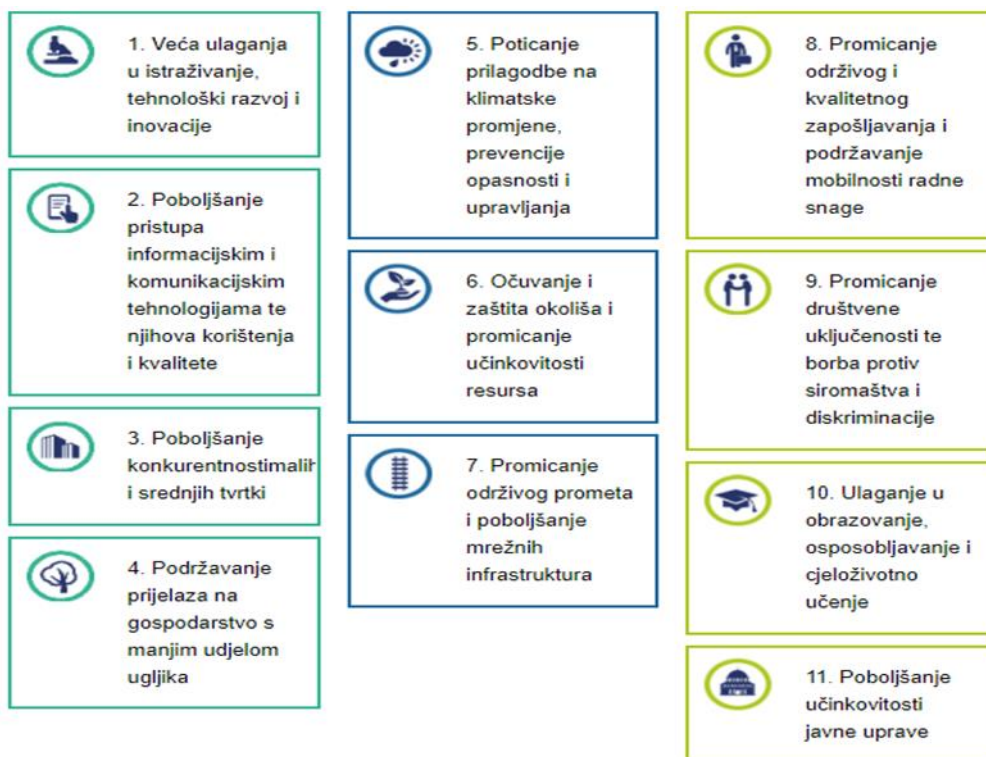 1. Veća ulaganja
u istraživanje,
tehnološki razvoj i
inovacije
2. Poboljšanje
pristupa
informacijskim i
komunikacijskim
tehnologijama te
njihova korištenja
i kvalitete
3. Poboljšanje
konkurentnostimalih
i srednjih tvrtki
4. Podržavanje
prijelaza na
gospodarstvo s
manjim udjelom
ugljika
5. Poticanje
prilagodbe na
klimatske
promjene,
prevencije
opasnosti i
upravljanja
6. Očuvanje i
zaštita okoliša i
promicanje
učinkovitosti
resursa
7. Promicanje
održivog prometa
i poboljšanje
mrežnih
infrastruktura
8. Promicanje
održivog i
kvalitetnog
zapošljavanja i
podržavanje
mobilnosti radne
snage
9. Promicanje
društvene
uključenosti te
borba protiv
siromaštva i
diskriminacije
10. Ulaganje u
obrazovanje,
osposobljavanje i
cjeloživotno
učenje
11. Poboljšanje
učinkovitosti
javne uprave